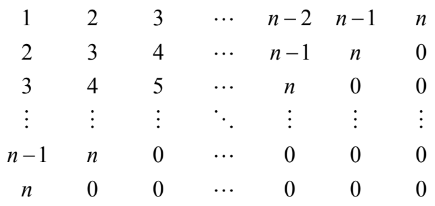 1 2 3 ⋯ n−2 n−1 n
2 3 4 ⋯ n−1 n 0
3 4 5 ⋯ n 0 0
⋮ ⋮ ⋮ ⋱ ⋮ ⋮ ⋮
n−1 n 0 ⋯ 0 0 0
n 0 0 ⋯ 0 0 0